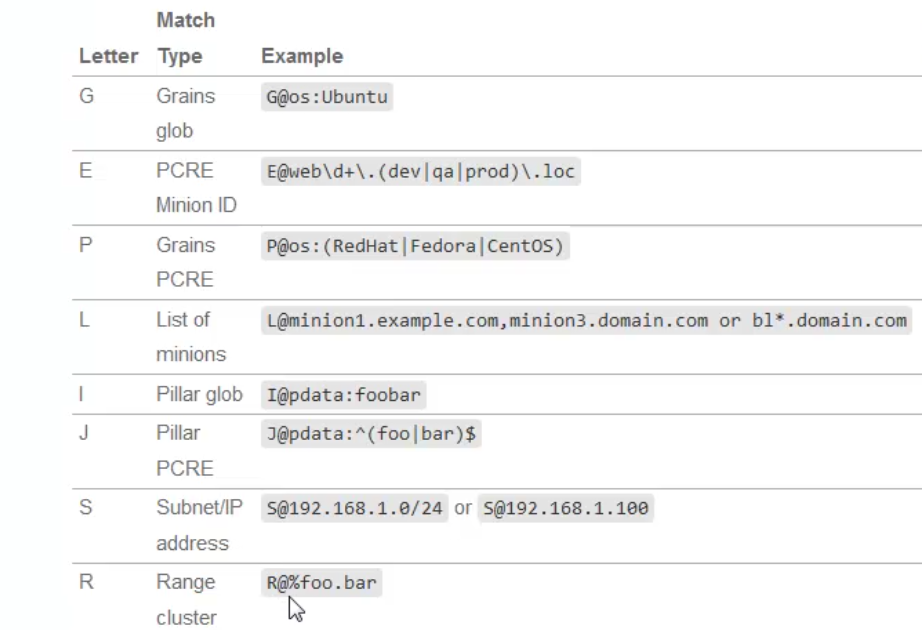 Match
Letter Type Example
G Grains G@os:Ubuntu
glob
E PCRE E@web\d+\.(dev|qa|prod)\.loc
Minion ID
P Grains P@os:(RedHat|Fedora|CentOS)
PCRE
L List of L@minion1.example.com,minion3.domain.com or bl*.domain.com
minions
I Pillar glob I@pdata:foobar
J Pillar J@pdata:^(foo|bar)$
PCRE
S Subnet/IP S@192.168.1.0/24 or S@192.168.1.100
address
R Range R@%foo.bar
cluster